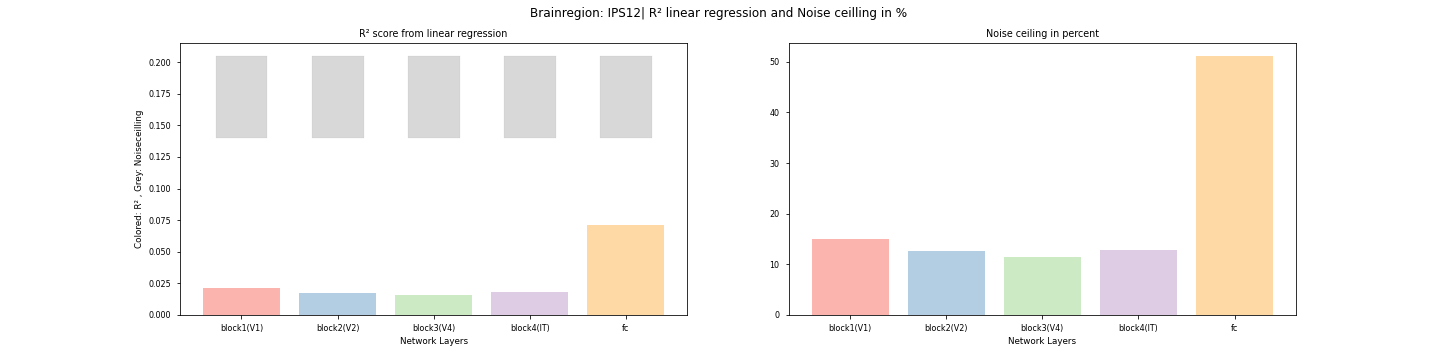 Brainregion: IPS12| R² linear regression and Noise ceilling in %
R² score from linear regression
Colored: R² , Grey: Noiseceilling
0.200
0.175
0.150
0.125
0.100
0.075
0.050
0.025
0.000
block1(V1) block2(V2) block3(V4) block4(IT) fc
Network Layers
Noise ceiling in percent
50
40
30
20
10
0
block1(V1) block2(V2) block3(V4) block4(IT) fc
Network Layers